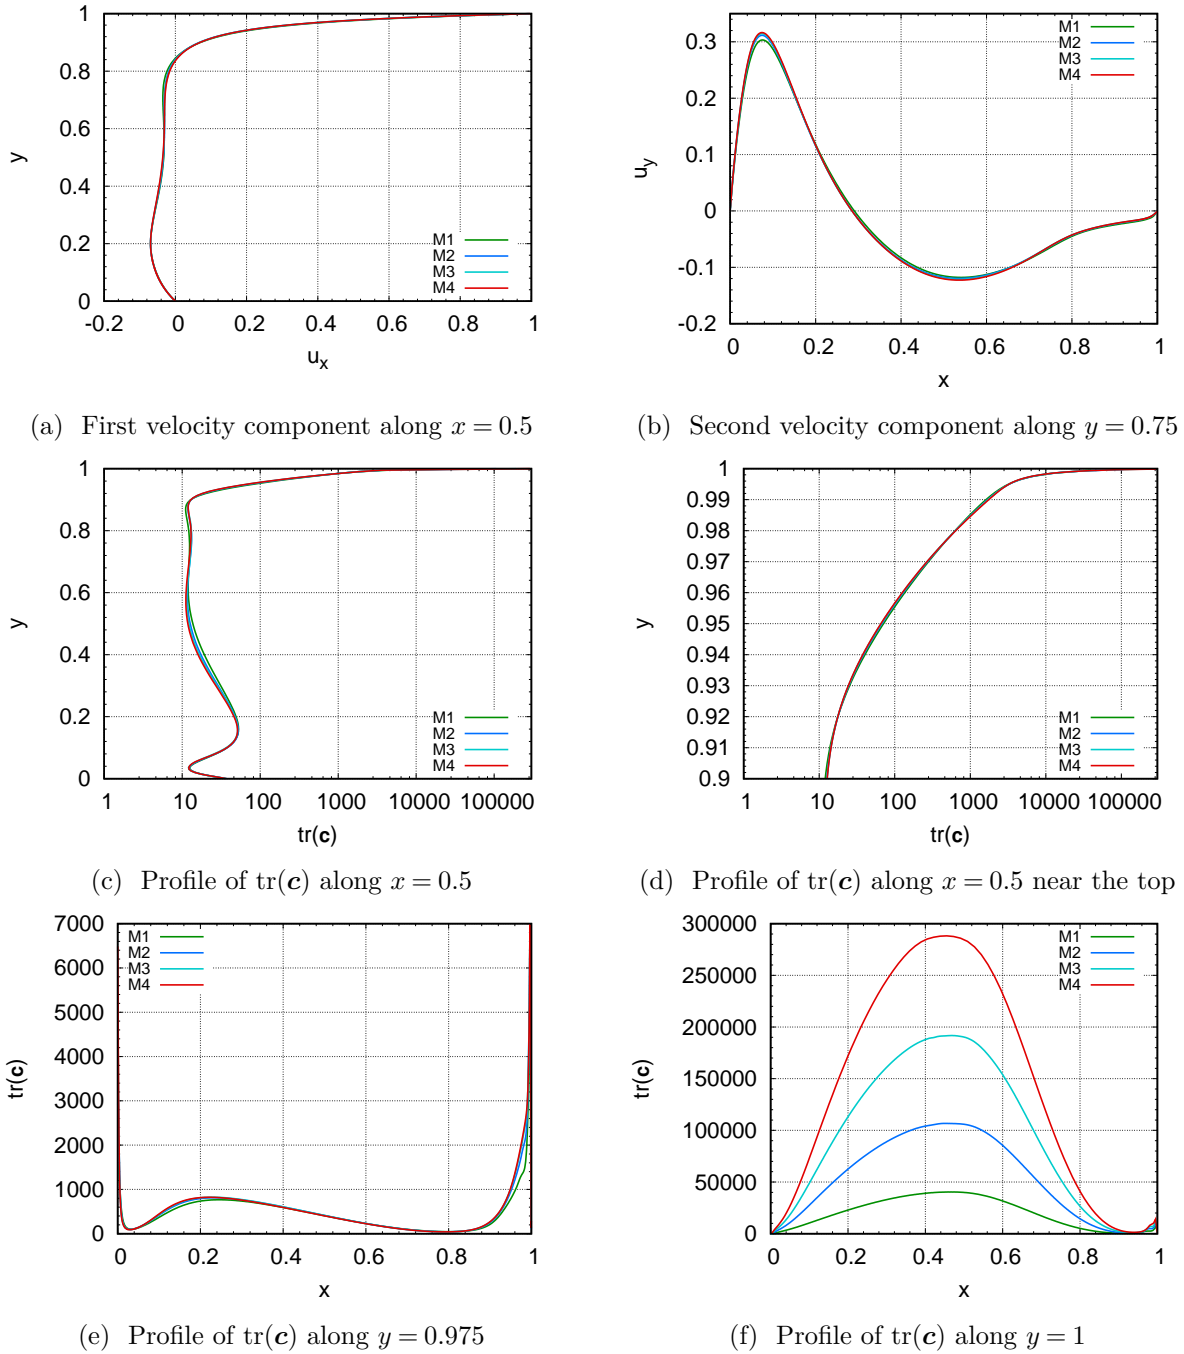 1
0.8
0.6
0.4
0.2
0
y
M1
M2
M3
M4
-0.2 0 0.2 0.4 0.6 0.8 1
u_x
(a) First velocity component along x = 0.5
0.3
0.2
0.1
0
-0.1
-0.2
u_y
M1
M2
M3
M4
0 0.2 0.4 0.6 0.8 1
x
(b) Second velocity component along y = 0.75
1
0.8
0.6
0.4
0.2
0
y
M1
M2
M3
M4
1 10 100 1000 10000 100000
tr(c)
(c) Profile of tr(c) along x = 0.5
1
0.99
0.98
0.97
0.96
0.95
0.94
0.93
0.92
0.91
0.9
y
M1
M2
M3
M4
1 10 100 1000 10000 100000
tr(c)
(d) Profile of tr(c) along x = 0.5 near the top
7000
6000
5000
4000
3000
2000
1000
0
tr(c)
M1
M2
M3
M4
0 0.2 0.4 0.6 0.8 1
x
(e) Profile of tr(c) along y = 0.975
300000
250000
200000
150000
100000
50000
0
tr(c)
M1
M2
M3
M4
0 0.2 0.4 0.6 0.8 1
x
(f) Profile of tr(c) along y = 1